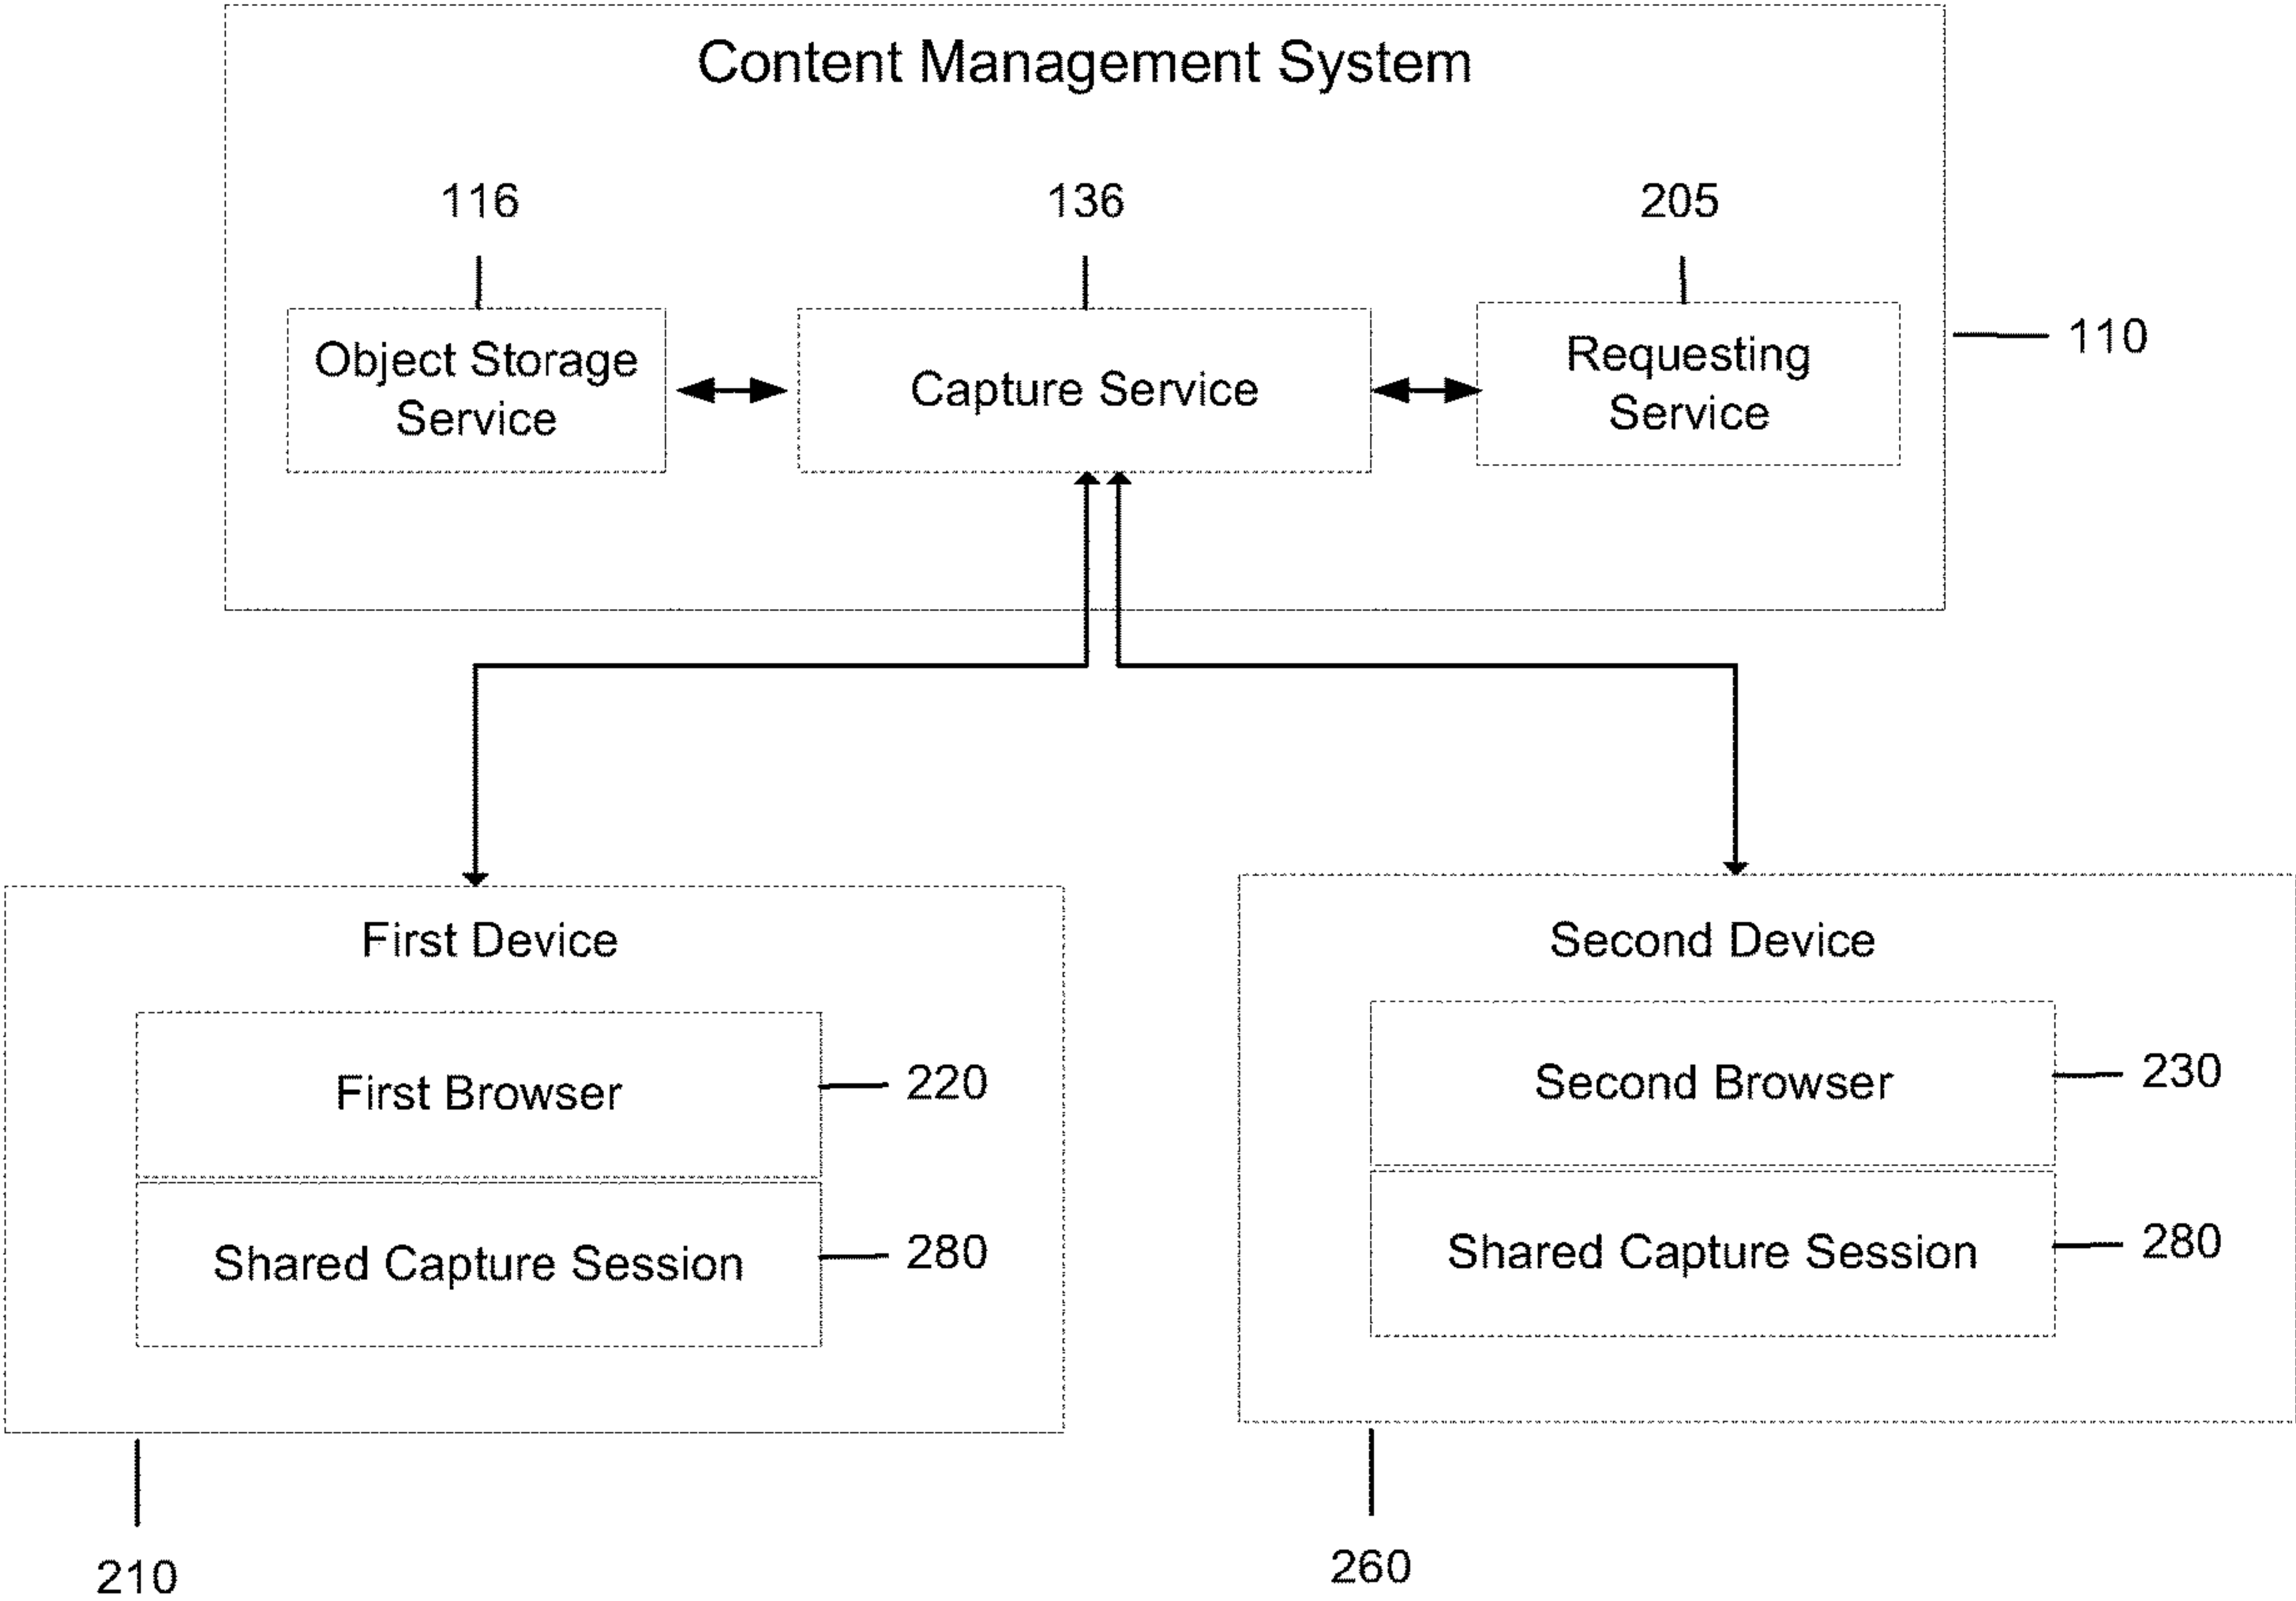 Content Management System
116
136
205
110
Object Storage
Service
Capture Service
Requesting
Service
First Device
First Browser
220
Shared Capture Session
280
210
Second Device
Second Browser
230
Shared Capture Session
280
260